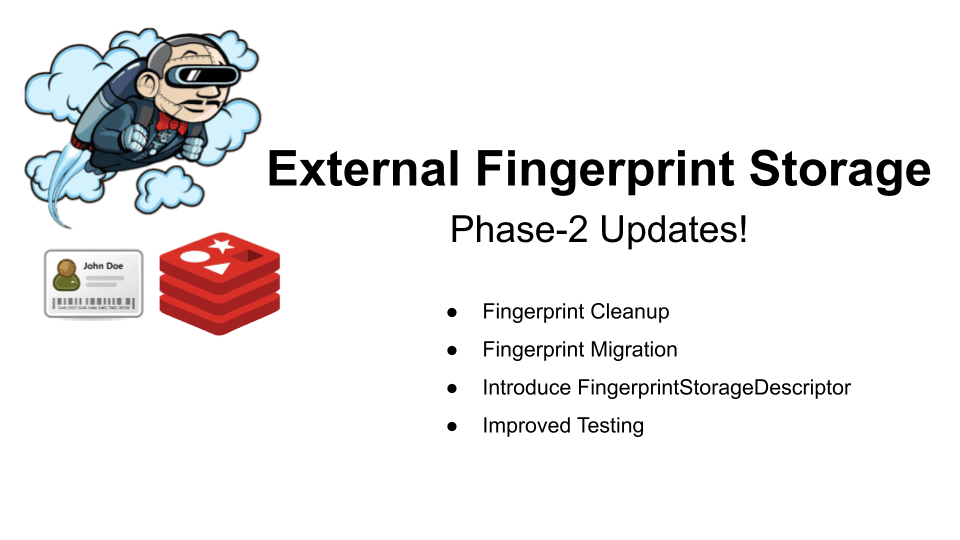 External Fingerprint Storage
Phase-2 Updates!
John Doe
● Fingerprint Cleanup
● Fingerprint Migration
● Introduce FingerprintStorageDescriptor
● Improved Testing